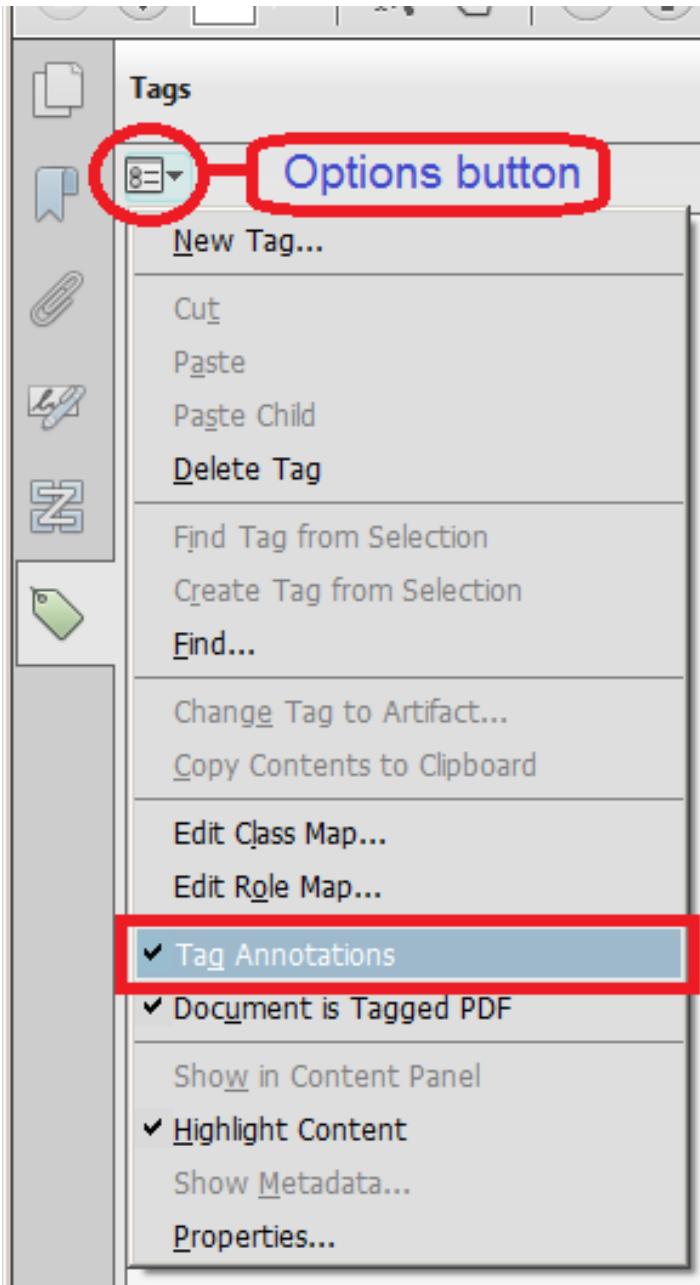 Tags
Options button
New Tag...
Cut
Paste
Paste Child
Delete Tag
Find Tag from Selection
Create Tag from Selection
Find...
Change Tag to Artifact...
Copy Contents to Clipboard
Edit Class Map...
Edit Role Map...
Tag Annotations
Document is Tagged PDF
Show in Content Panel
Highlight Content
Show Metadata...
Properties...